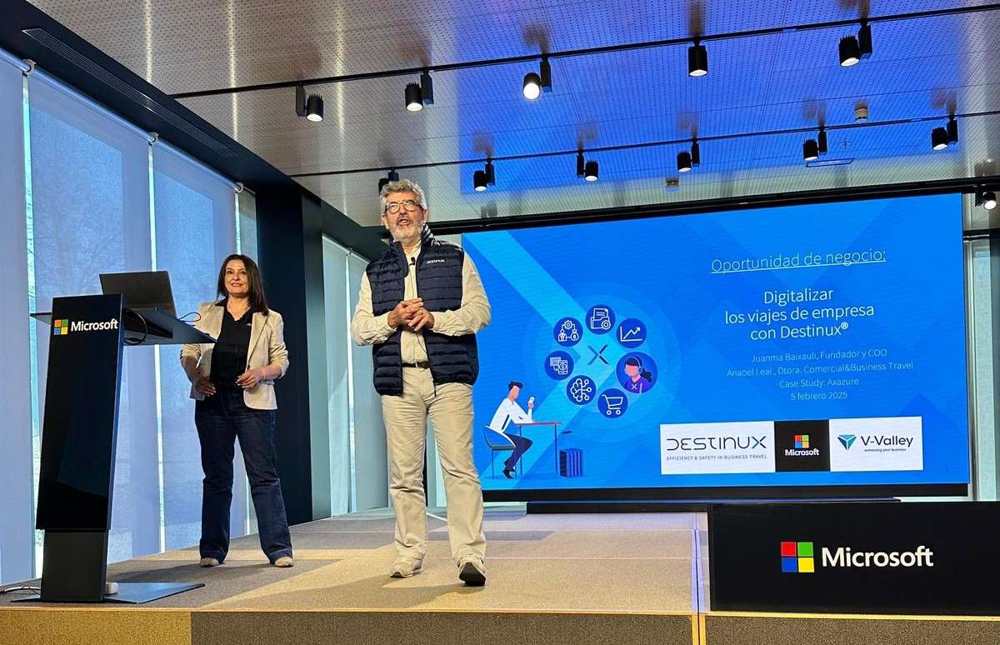 Microsoft
DESTINUX
Oportunidad de negocio:
Digitalizar
los viajes de empresa
con Destinux®
Juanma Baixauli, Fundador y COO
Anabel Leal , Dtora. Comercial&Business Travel
Case Study: Axazure
5 febrero 2025
DESTINUX
EFFICIENCY & SAFETY IN BUSINESS TRAVEL
Microsoft
V-Valley
enhancing your business
Microsoft